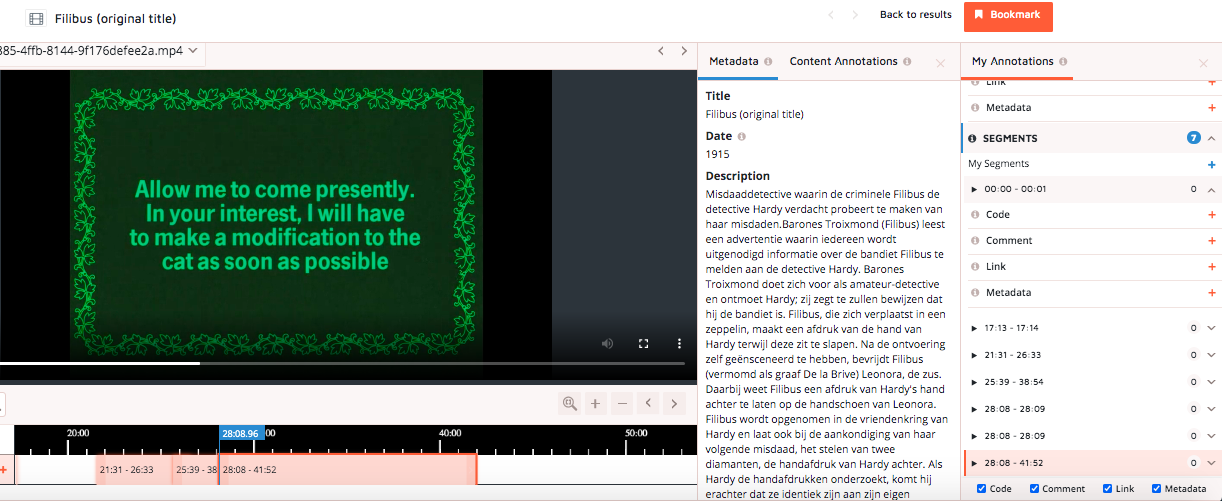 Filibus (original title)
Back to results
Bookmark
385-4ffb-8144-9f176defee2a.mp4
Allow me to come presently.
In your interest, I will have
to make a modification to the
cat as soon as possible
20:00
28:08.96
:00
40:00
50:00
21:31 - 26:33
25:39 - 38
28:08 - 41:52
Metadata
Content Annotations
Title
Filibus (original title)
Date
1915
Description
Misdaaddetective waarin de criminele Filibus de
detective Hardy verdacht probeert te maken van
haar misdaden.Barones Troixmond (Filibus) leest
een advertentie waarin iedereen wordt
uitgenodigd informatie over de bandiet Filibus te
melden aan de detective Hardy. Barones
Troixmond doet zich voor als amateur-detective
en ontmoet Hardy; zij zegt te zullen bewijzen dat
hij de bandiet is. Filibus, die zich verplaatst in een
zeppelin, maakt een afdruk van de hand van
Hardy terwijl deze zit te slapen. Na de ontvoering
zelf geënsceneerd te hebben, bevrijdt Filibus
(vermomd als graaf De la Brive) Leonora, de zus.
Daarbij weet Filibus een afdruk van Hardy's hand
achter te laten op de handschoen van Leonora.
Filibus wordt opgenomen in de vriendenkring van
Hardy en laat ook bij de aankondiging van haar
volgende misdaad, het stelen van twee
diamanten, de handafdruk van Hardy achter. Als
Hardy de handafdrukken onderzoekt, komt hij
erachter dat ze identiek zijn aan zijn eigen
My Annotations
Link
Metadata
SEGMENTS
7
My Segments
00:00 - 00:01
0
Code
Comment
Link
Metadata
17:13 - 17:14
0
21:31 - 26:33
0
25:39 - 38:54
0
28:08 - 28:09
0
28:08 - 28:09
0
28:08 - 41:52
0
Code
Comment
Link
Metadata